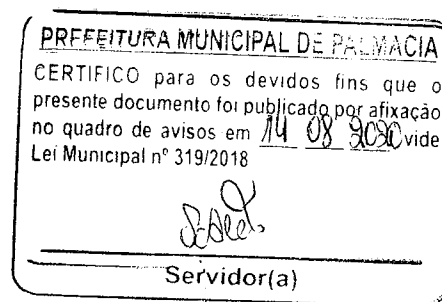 PREFEITURA MUNICIPAL DE PALMACIA
CERTIFICO para os devidos fins que o
presente documento foi publicado por afixação
no quadro de avisos em 14 08 2020 vide
Lei Municipal nº 319/2018
Servidor(a)